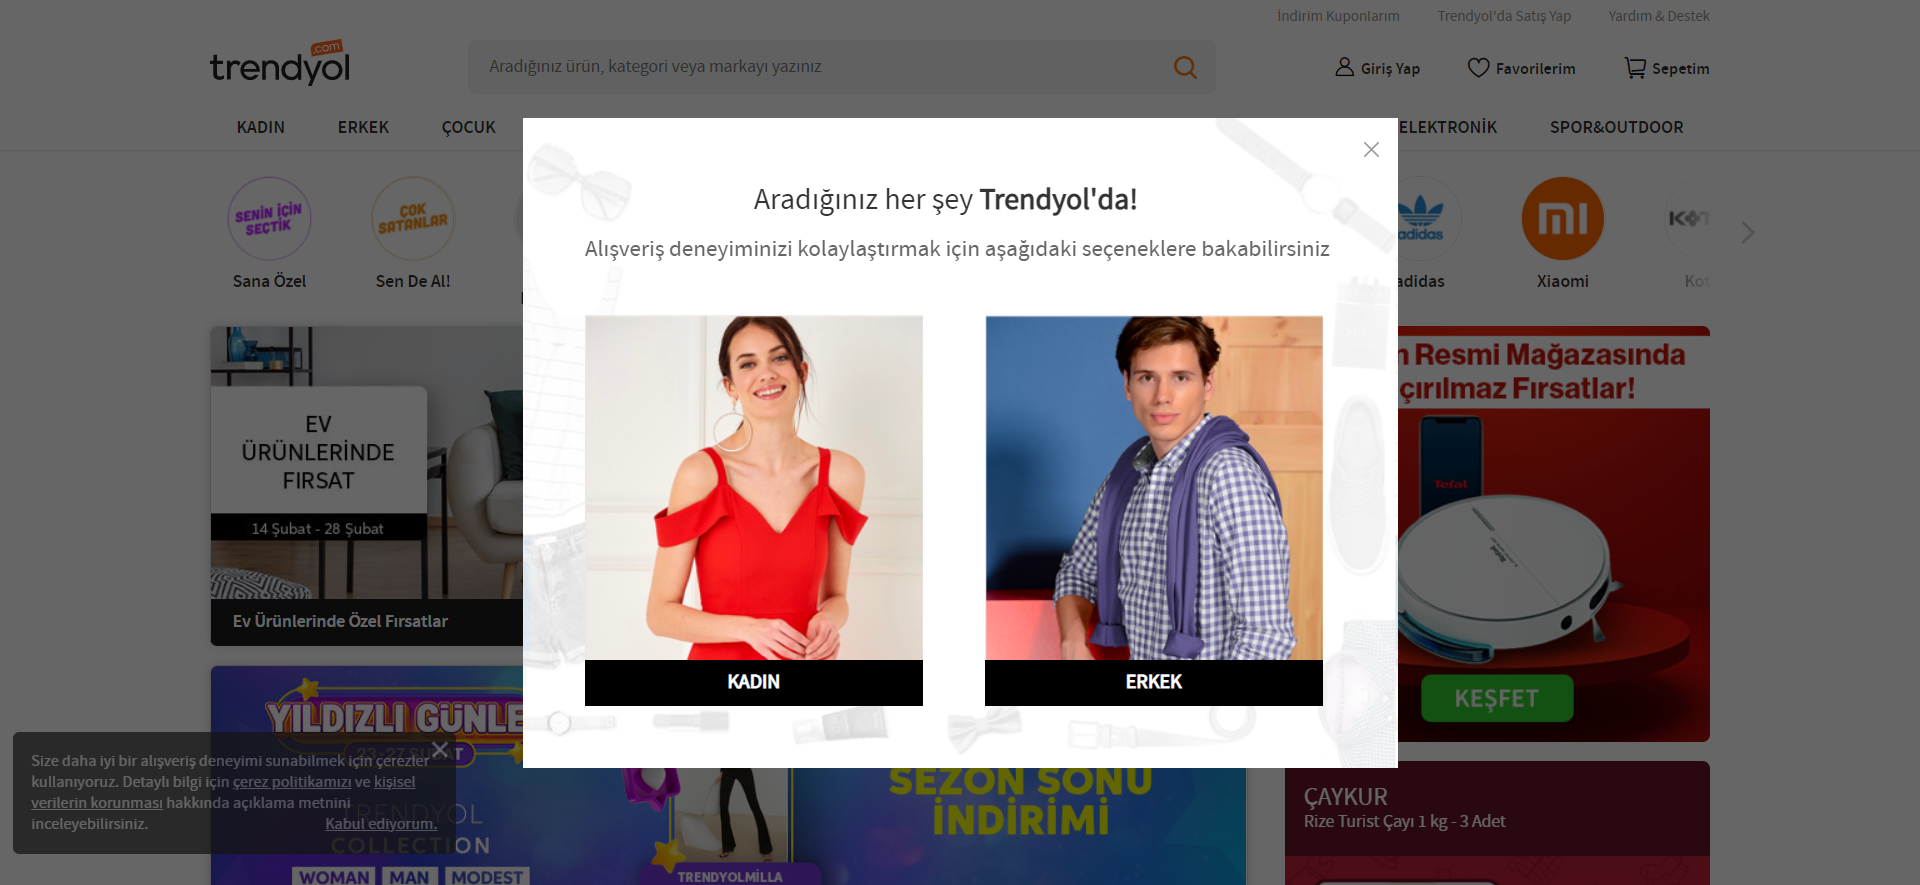 İndirim Kuponlarım
Trendyol'da Satış Yap
Yardım & Destek
trendyol
.com
Aradığınız ürün, kategori veya markayı yazınız
Giriş Yap
Favorilerim
Sepetim
KADIN
ERKEK
ÇOCUK
ELEKTRONİK
SPOR&OUTDOOR
SENİN İÇİN
SEÇTİK
Sana Özel
ÇOK
SATANLAR
Sen De Al!
adidas
adidas
mi
Xiaomi
KOT
Kot
Aradığınız her şey Trendyol'da!
Alışveriş deneyiminizi kolaylaştırmak için aşağıdaki seçeneklere bakabilirsiniz
KADIN
ERKEK
EV
ÜRÜNLERİNDE
FIRSAT
14 Şubat - 28 Şubat
Ev Ürünlerinde Özel Fırsatlar
n Resmi Mağazasında
çırılmaz Fırsatlar!
Tefal
KEŞFET
YILDIZLI GÜNLE
23-27 ŞUBAT
TRENDYOL
COLLECTION
WOMAN
MAN
MODEST
TRENDYOLMİLLA
SEZON SONU
İNDİRİMİ
ÇAYKUR
Rize Turist Çayı 1 kg - 3 Adet
Size daha iyi bir alışveriş deneyimi sunabilmek için çerezler
kullanıyoruz. Detaylı bilgi için çerez politikamızı ve kişisel
verilerin korunması hakkında açıklama metnini
inceleyebilirsiniz.
Kabul ediyorum.